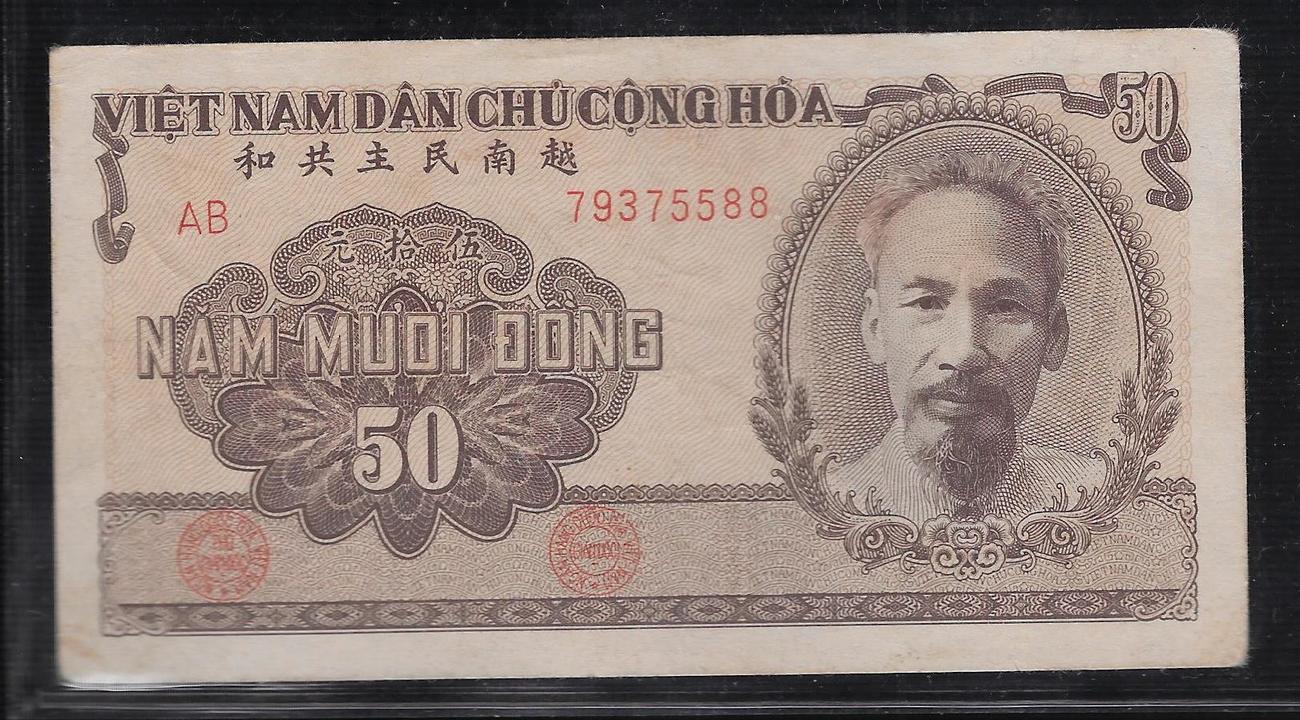 VIỆT NAM DÂN CHỦ CỘNG HÒA
50
和共主民南越
AB
79375588
元拾伍
NĂM MƯƠI ĐỒNG
50